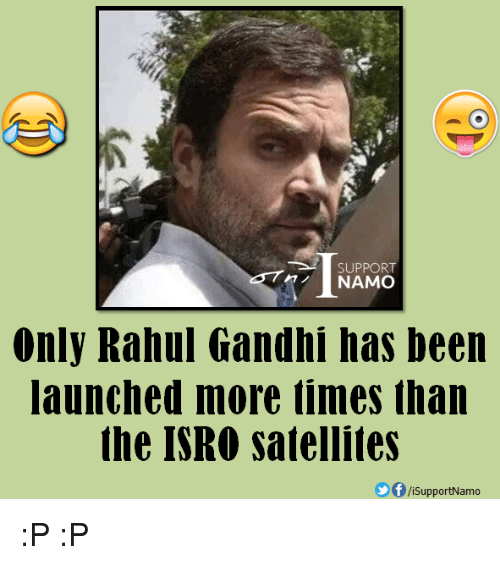 SUPPORT
I NAMO
Only Rahul Gandhi has been
launched more times than
the ISRO satellites
f/iSupportNamo
:P :P